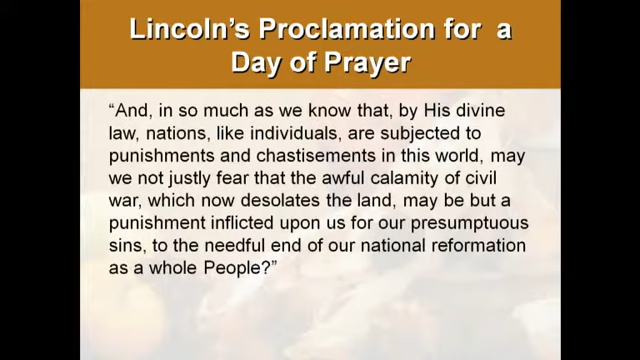 Lincoln's Proclamation for a
Day of Prayer
“And, in so much as we know that, by His divine
law, nations, like individuals, are subjected to
punishments and chastisements in this world, may
we not justly fear that the awful calamity of civil
war, which now desolates the land, may be but a
punishment inflicted upon us for our presumptuous
sins, to the needful end of our national reformation
as a whole People?”